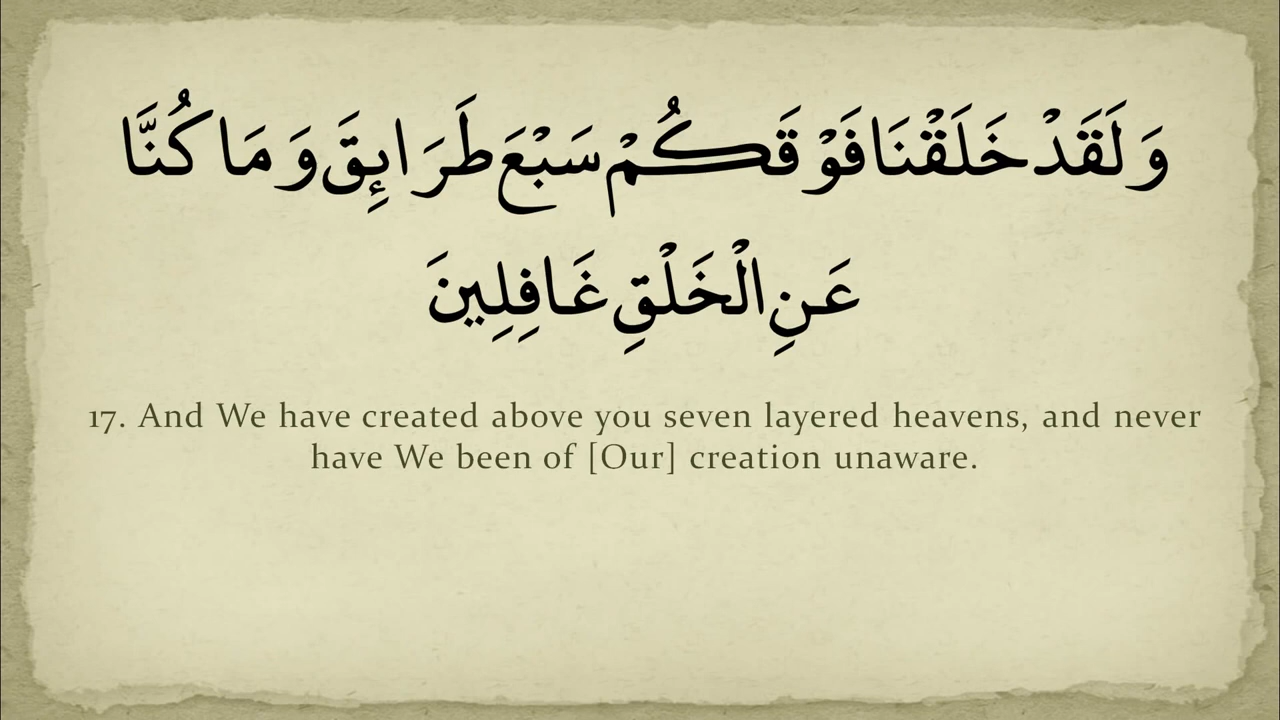 وَلَقَدْ خَلَقْنَا فَوْقَكُمْ سَبْعَ طَرَائِقَ وَمَا كُنَّا
عَنِ الْخَلْقِ غَافِلِينَ
17. And We have created above you seven layered heavens, and never
have We been of [Our] creation unaware.